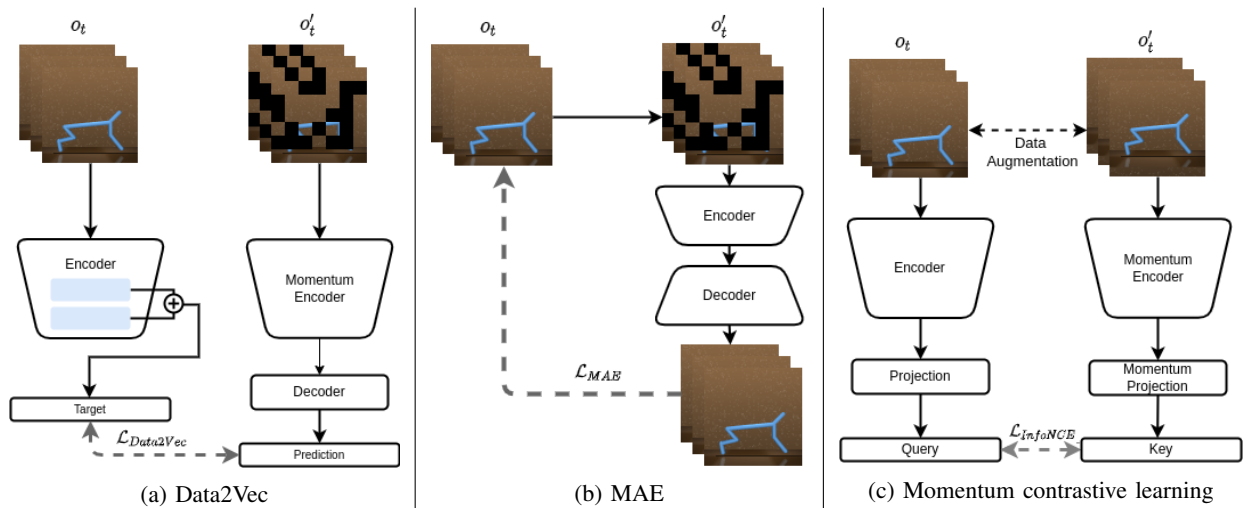 o_t
o'_t
Encoder
Momentum
Encoder
Decoder
Target
L_Data2Vec
Prediction
(a) Data2Vec
o_t
o'_t
Encoder
Decoder
L_MAE
(b) MAE
o_t
o'_t
Data
Augmentation
Encoder
Momentum
Encoder
Projection
Momentum
Projection
Query
L_InfoNCE
Key
(c) Momentum contrastive learning